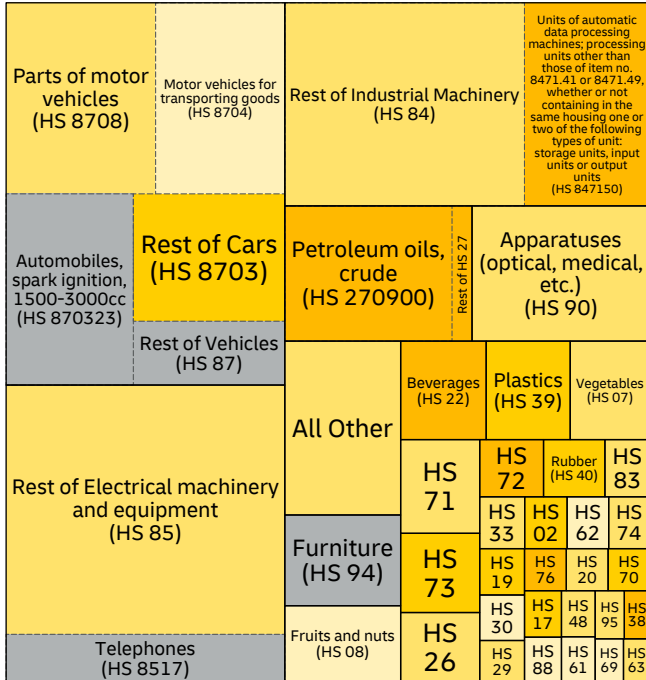 Parts of motor
vehicles
(HS 8708)
Motor vehicles for
transporting goods
(HS 8704)
Automobiles,
spark ignition,
1500-3000cc
(HS 870323)
Rest of Cars
(HS 8703)
Rest of Vehicles
(HS 87)
Rest of Electrical machinery
and equipment
(HS 85)
Telephones
(HS 8517)
Rest of Industrial Machinery
(HS 84)
Units of automatic
data processing
machines; processing
units other than
those of item no.
8471.41 or 8471.49,
whether or not
containing in the
same housing one or
two of the following
types of unit:
storage units, input
units or output
units
(HS 847150)
Petroleum oils,
crude
(HS 270900)
Rest of HS 27
Apparatuses
(optical, medical,
etc.)
(HS 90)
All Other
Furniture
(HS 94)
Fruits and nuts
(HS 08)
Beverages
(HS 22)
Plastics
(HS 39)
Vegetables
(HS 07)
HS
71
HS
73
HS
26
HS
72
Rubber
(HS 40)
HS
83
HS
33
HS
02
HS
62
HS
74
HS
19
HS
76
HS
20
HS
70
HS
30
HS
17
HS
48
HS
95
HS
38
HS
29
HS
88
HS
61
HS
69
HS
63